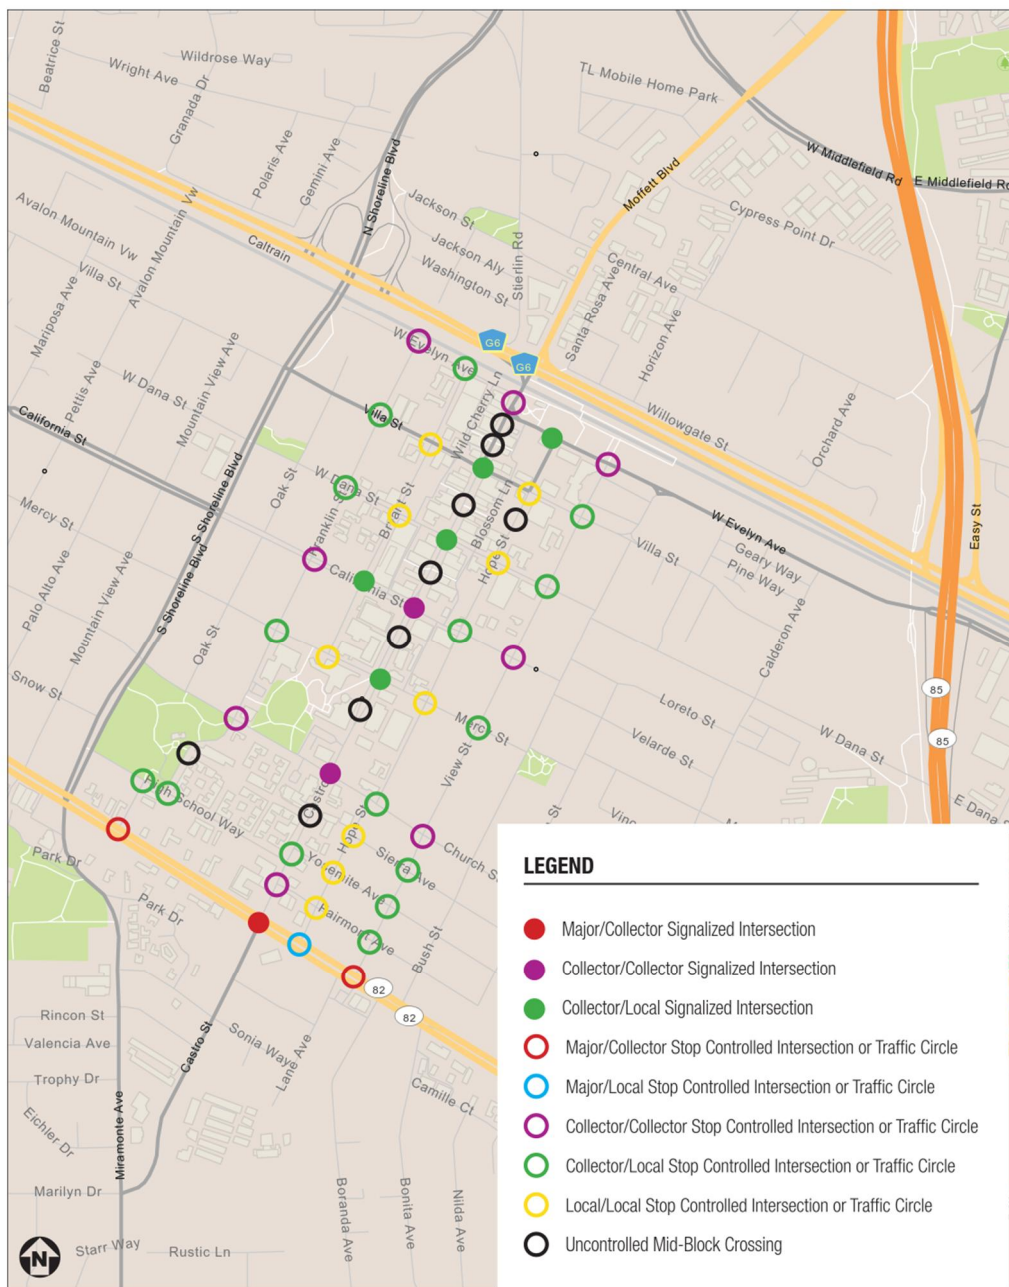 Beatrice St
Wildrose Way
Wright Ave
Granada Dr
TL Mobile Home Park
Polaris Ave
Gemini Ave
N Shoreline Blvd
W Middlefield Rd
E Middlefield Rd
Moffett Blvd
Avalon Mountain Vw
Avalon Mountain Vw
Jackson St
Cypress Point Dr
Caltrain
Jackson Aly
Stierlin Rd
Central Ave
Villa St
Washington St
Santa Rosa Ave
Mariposa Ave
Horizon Ave
W Evelyn Ave
G6
G6
Pettis Ave
W Dana St
Mountain View Ave
Wild Cherry Ln
Willowgate St
Orchard Ave
California St
Villa St
S Shoreline Blvd
Oak St
W Dana St
Franklin St
Bryant St
Blossom Ln
Mercy St
W Evelyn Ave
Easy St
Hope St
Villa St
Geary Way
Pine Way
Palo Alto Ave
Mountain View Ave
S Shoreline Blvd
California St
Calderon Ave
Oak St
Snow St
85
Loreto St
Mercy St
Velarde St
W Dana St
85
View St
High School Way
Castro
Hope St
E Dana S
Park Dr
Yosemite Ave
Sierra Ave
Church S
Park Dr
Fairmont Ave
Bush St
82
82
Rincon St
Valencia Ave
Castro St
Sonia Way
Lane Ave
Trophy Dr
Camille Ct
Eichler Dr
Miramonte Ave
Marilyn Dr
Boranda Ave
Bonita Ave
Nilda Ave
Starr Way
Rustic Ln
N
LEGEND
Major/Collector Signalized Intersection
Collector/Collector Signalized Intersection
Collector/Local Signalized Intersection
Major/Collector Stop Controlled Intersection or Traffic Circle
Major/Local Stop Controlled Intersection or Traffic Circle
Collector/Collector Stop Controlled Intersection or Traffic Circle
Collector/Local Stop Controlled Intersection or Traffic Circle
Local/Local Stop Controlled Intersection or Traffic Circle
Uncontrolled Mid-Block Crossing